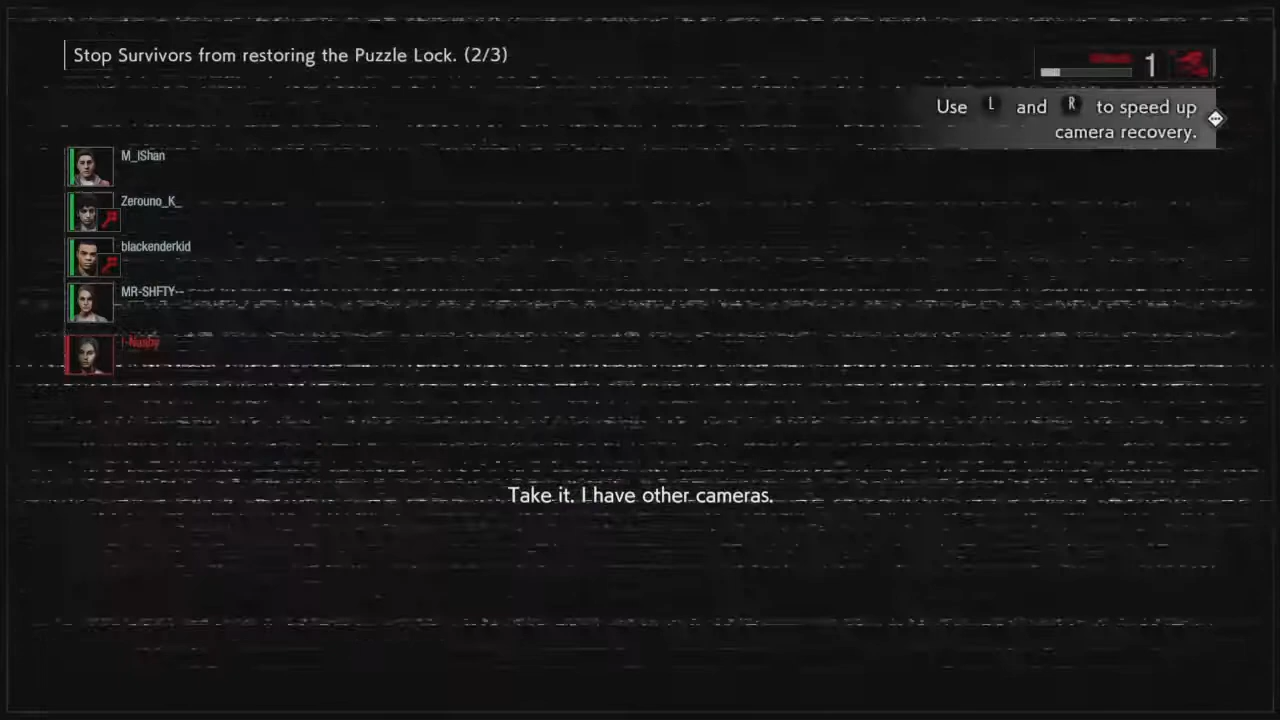 Stop Survivors from restoring the Puzzle Lock. (2/3)
1
Use L and R to speed up
camera recovery.
M_IShan
Zerouno_K_
blackenderkid
MR-SHFTY--
Take it. I have other cameras.